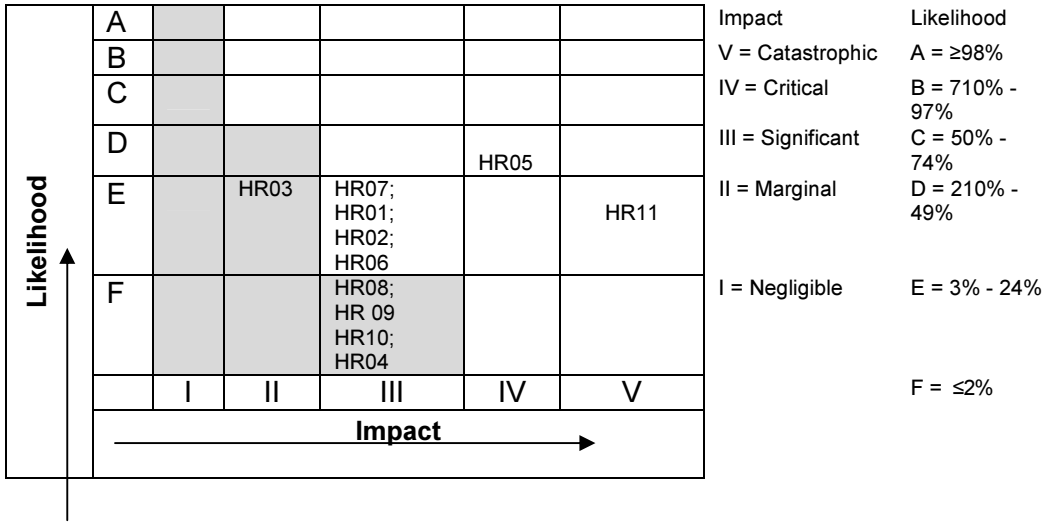 Impact Likelihood
A
V = Catastrophic A = ≥98%
B
IV = Critical B = 710% -
97%
C
III = Significant C = 50% -
74%
D HR05
II = Marginal D = 210% -
49%
E HR03 HR07; HR11
HR01;
HR02;
HR06
I = Negligible E = 3% - 24%
F HR08;
HR 09
HR10;
HR04
F = ≤2%
I II III IV V
Impact
Likelihood